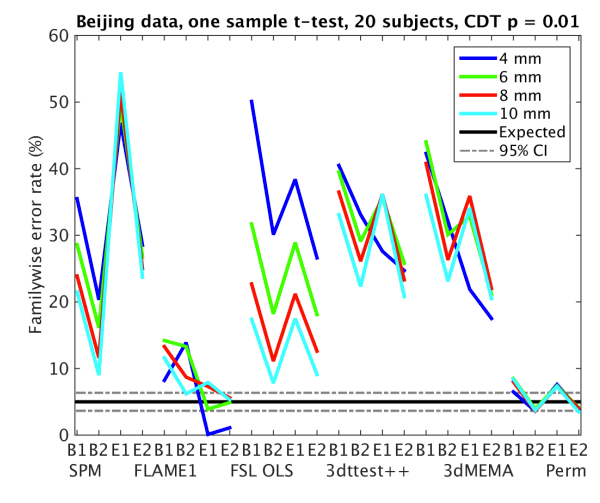 Beijing data, one sample t-test, 20 subjects, CDT p = 0.01
60
50
40
30
20
10
0
Familywise error rate (%)
4 mm
6 mm
8 mm
10 mm
Expected
95% CI
B1 B2 E1 E2 B1 B2 E1 E2 B1 B2 E1 E2 B1 B2 E1 E2 B1 B2 E1 E2 B1 B2 E1 E2
SPM FLAME1 FSL OLS 3dttest++ 3dMEMA Perm